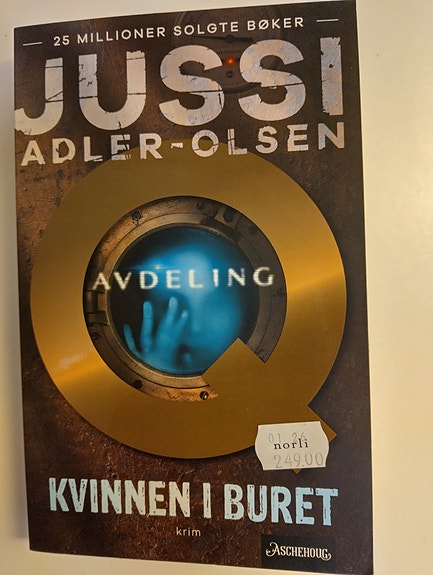 25 MILLIONER SOLGTE BØKER
JUSSI
ADLER-OLSEN
AVDELING
Q
01 26
norli
249.00
KVINNEN I BURET
krim
ASCHEHOUG